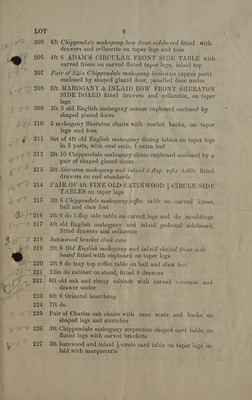 LOT 9
205 6ft Chippendale mahogany bow front sideboard fitted with
drawers and cellarette on taper legs and toes
206 4ft 6 ADAM'S CIRCULAR FRONT SIDE TABLE with
carved frieze on carved fluted taper legs, inlaid top
207 Pair of Chippendale mahogany bookcases (upper part)
enclosed by shaped glazed door, panelled door under
208 6ft MAHOGANY & INLAID BOW FRONT SHERATON
SIDE BOARD fitted drawers and cellarette, on taper
legs
209 3ft 3 old English mahogany corner cupboard enclosed by
shaped glazed doors
210 3 mahogany Sheraton chairs with reeded backs, on taper
legs and toes
211 Set of 4ft old English mahogany dining tables on taper legs
in 3 parts, with oval ends, 1 extra leaf
212 2ft 10 Chippendale mahogany china cupboard enclosed by a
pair of shaped glazed doors
213 3ft Sheraton mahogany and inlaid 2-flap sofa table fitted
drawers on end standards
214 PAIR OF 4ft FINE OLD SATINWOOD ½ CIRCLE SIDE
TABLES on taper legs
215 2ft 6 Chippendale mahogany coffee table on carved knees,
ball and claw feet
216 3ft 6 do 1-flap side table on curved legs and do mouldings
217 4ft old English mahogany and inlaid pedestal sideboard,
fitted drawers and cellarette
218 Satinwood bracket clock case
219 2ft 6 Old English mahogany and inlaid shaped front side-
board fitted with cupboard on taper legs
220 2ft 8 do tray top coffee table on ball and claw feet
221 12in do cabinet on stand, fitted 8 drawers
222 6ft old oak and ebony cabinet with carved columns and
drawer under
223 6ft 6 Oriental hearthrug
224 7ft do
225 Pair of Charles oak chairs with cane seats and backs on
shaped legs and stretcher
226 3ft Chippendale mahogany serpentine shaped card table on
fluted legs with carved brackets
227 3ft harewood and inlaid ½-circle card table on taper legs in-
laid with marqueterie